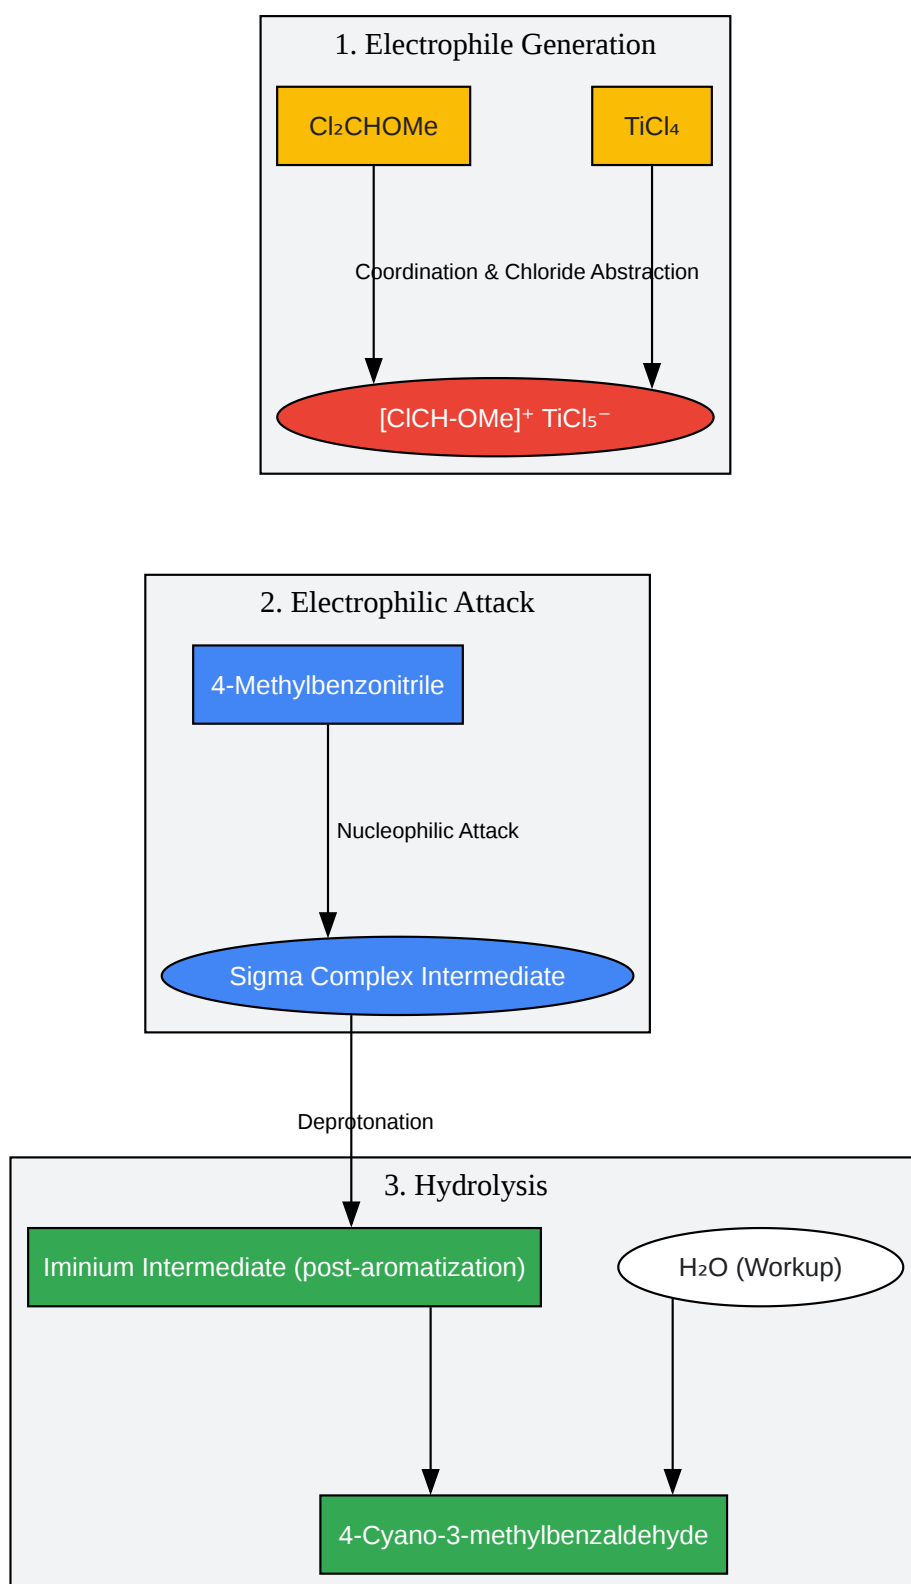 1. Electrophile Generation
Cl₂CHOMe
TiCl₄
Coordination & Chloride Abstraction
[ClCH-OMe]⁺ TiCl₅⁻
2. Electrophilic Attack
4-Methylbenzonitrile
Nucleophilic Attack
Sigma Complex Intermediate
Deprotonation
3. Hydrolysis
Iminium Intermediate (post-aromatization)
H₂O (Workup)
4-Cyano-3-methylbenzaldehyde